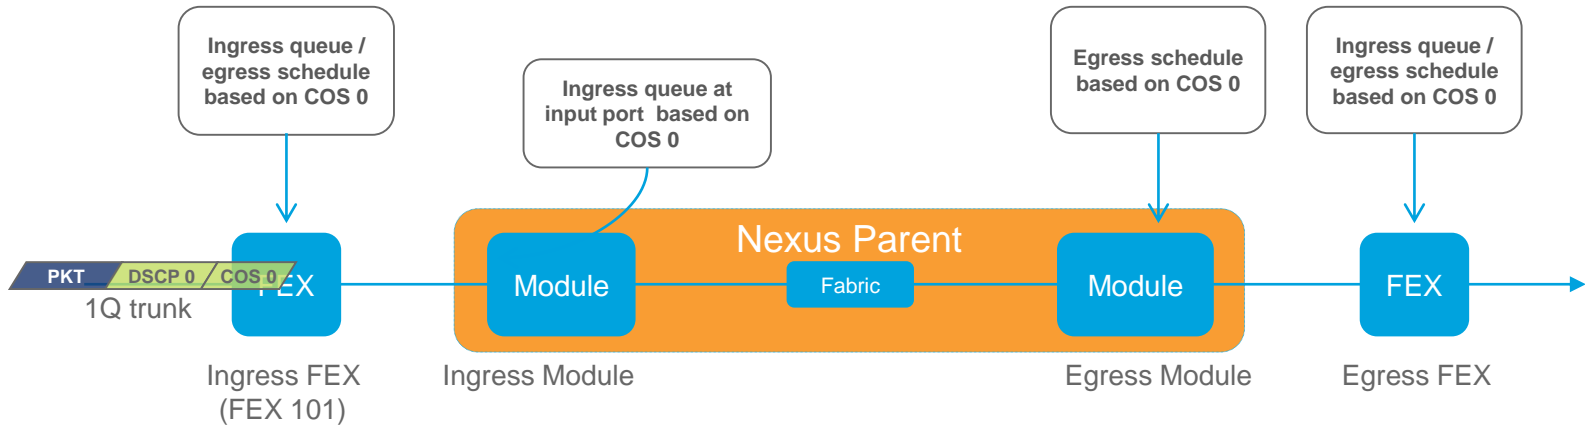 Ingress queue /
egress schedule
based on COS 0
Ingress queue at
input port based on
COS 0
Egress schedule
based on COS 0
Ingress queue /
egress schedule
based on COS 0
Nexus Parent
PKT
DSCP 0
COS 0
FEX
Module
Fabric
Module
FEX
1Q trunk
Ingress FEX
(FEX 101)
Ingress Module
Egress Module
Egress FEX